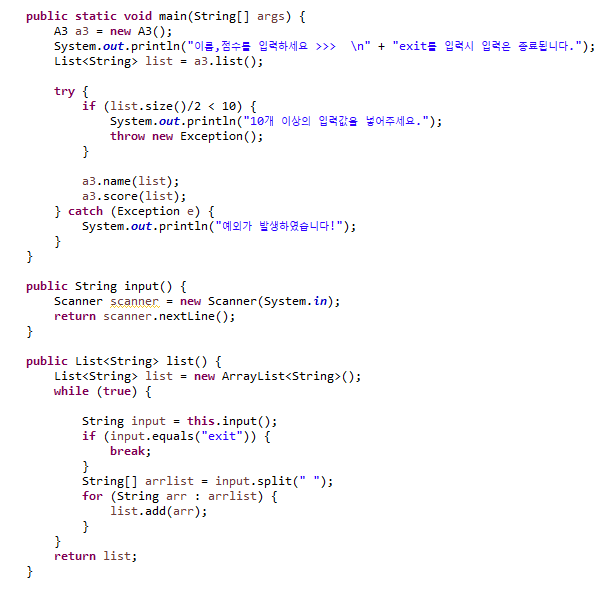 public static void main(String[] args) {
A3 a3 = new A3();
System.out.println("이름,점수를 입력하세요 >>>  \n" + "exit를 입력시 입력은 종료됩니다.");
List<String> list = a3.list();
try {
if (list.size()/2 < 10) {
System.out.println("10개 이상의 입력값을 넣어주세요.");
throw new Exception();
}
a3.name(list);
a3.score(list);
} catch (Exception e) {
System.out.println("예외가 발생하였습니다!");
}
}
public String input() {
Scanner scanner = new Scanner(System.in);
return scanner.nextLine();
}
public List<String> list() {
List<String> list = new ArrayList<String>();
while (true) {
String input = this.input();
if (input.equals("exit")) {
break;
}
String[] arrlist = input.split(" ");
for (String arr : arrlist) {
list.add(arr);
}
}
return list;
}